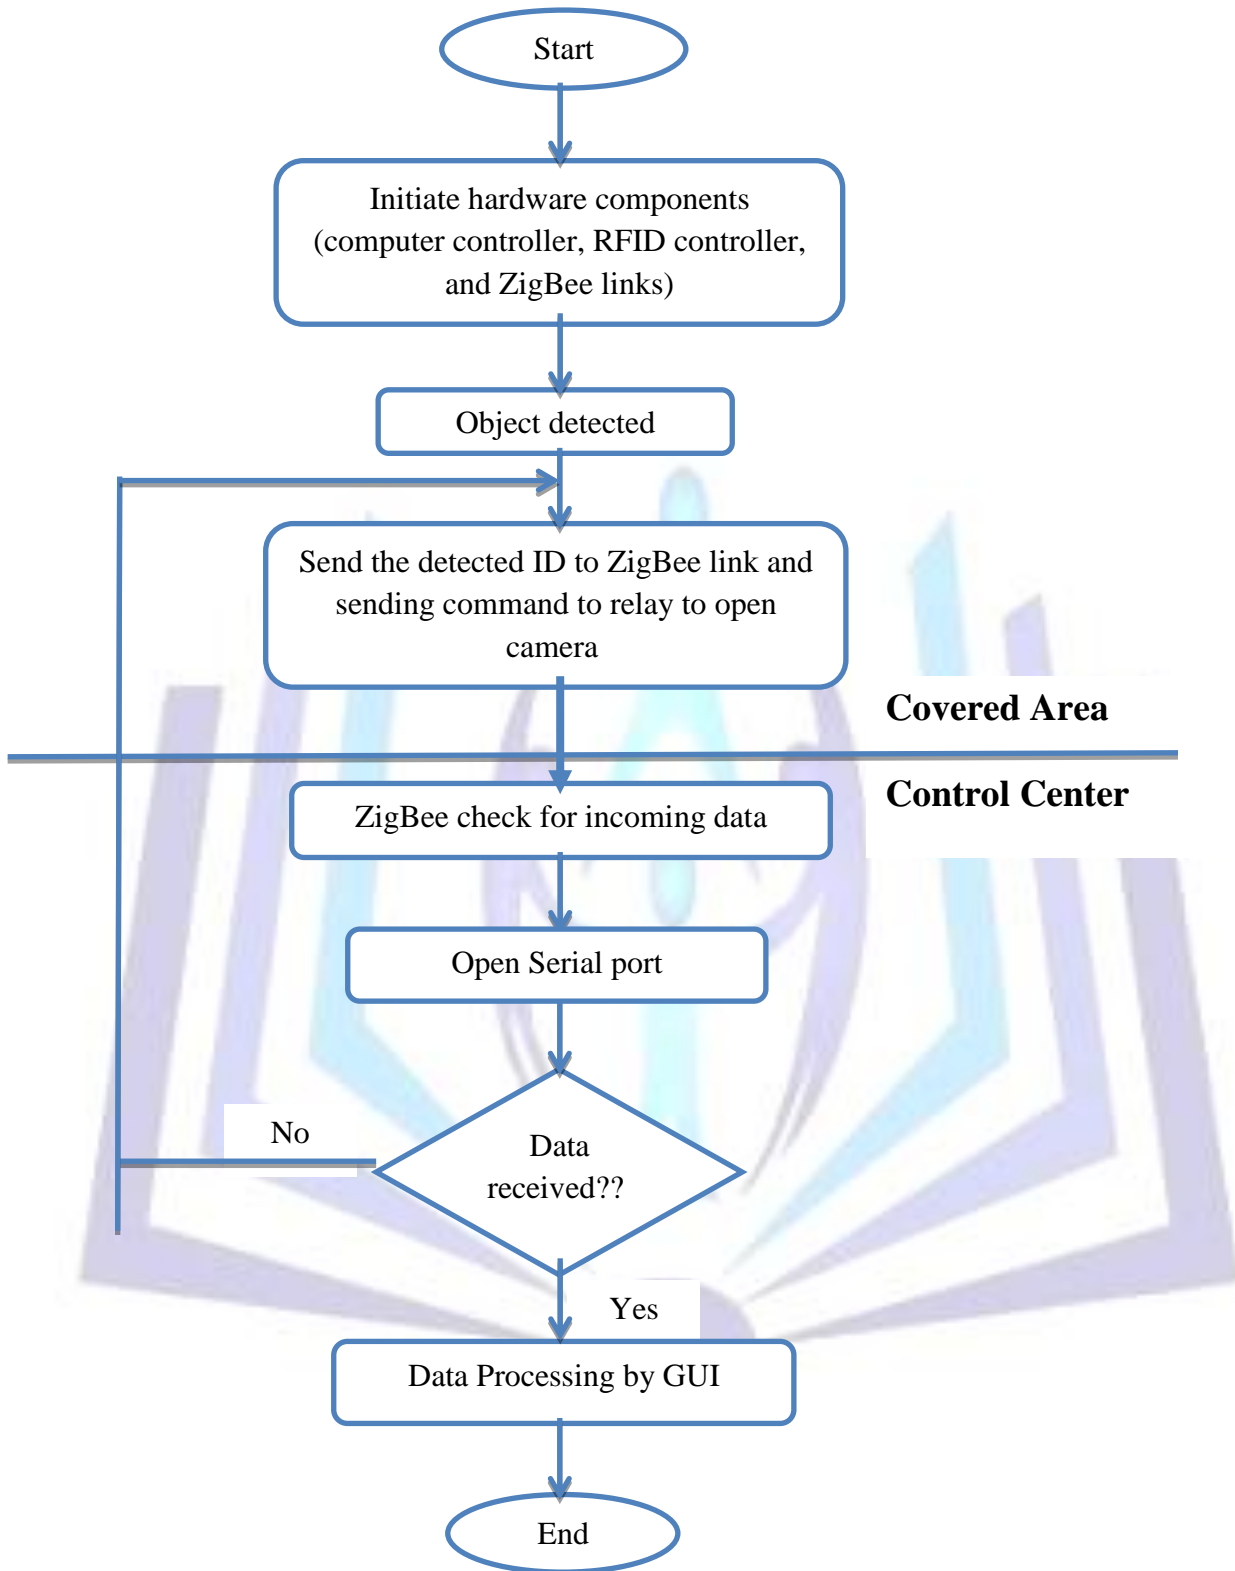 Start
Initiate hardware components
(computer controller, RFID controller,
and ZigBee links)
Object detected
Send the detected ID to ZigBee link and
sending command to relay to open
camera
Covered Area
Control Center
ZigBee check for incoming data
Open Serial port
No
Data
received??
Yes
Data Processing by GUI
End